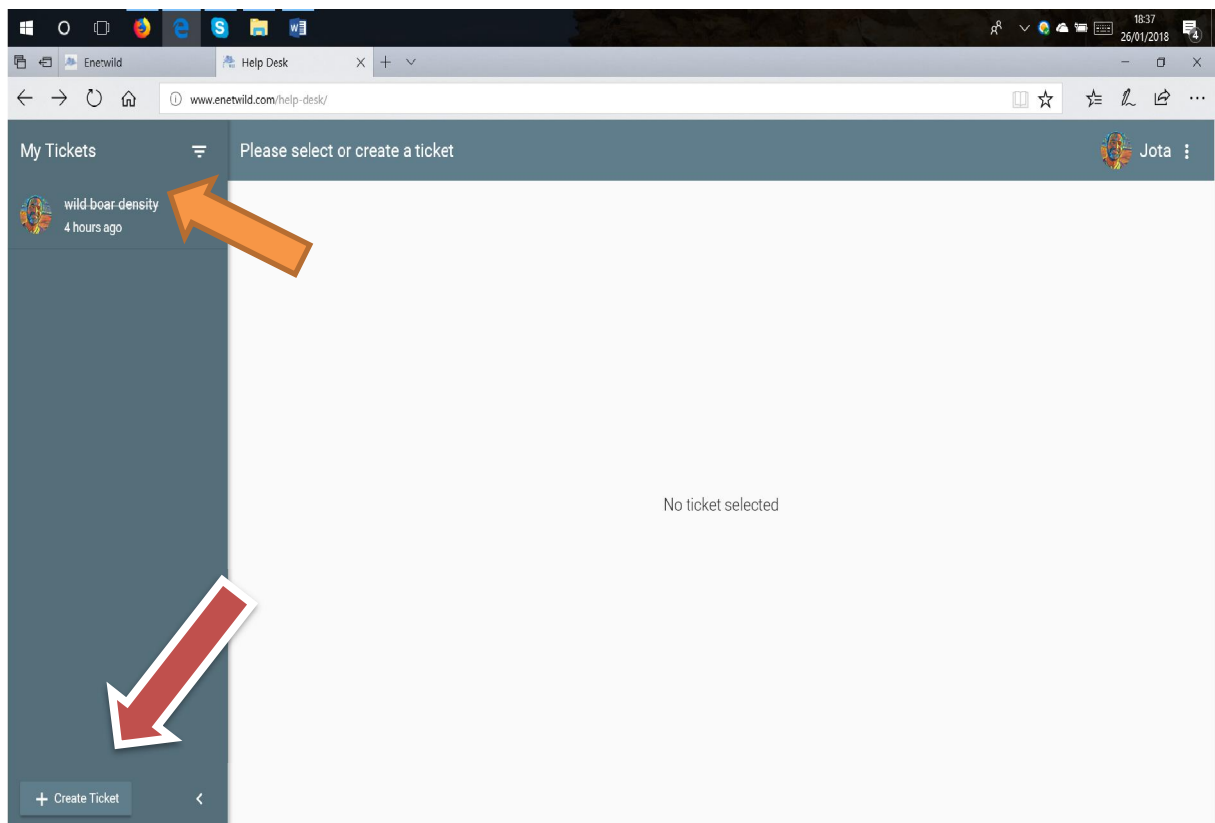 18:37
26/01/2018
4
Enetwild
Help Desk
www.enetwild.com/help-desk/
My Tickets
Please select or create a ticket
Jota
wild boar density
4 hours ago
No ticket selected
+ Create Ticket